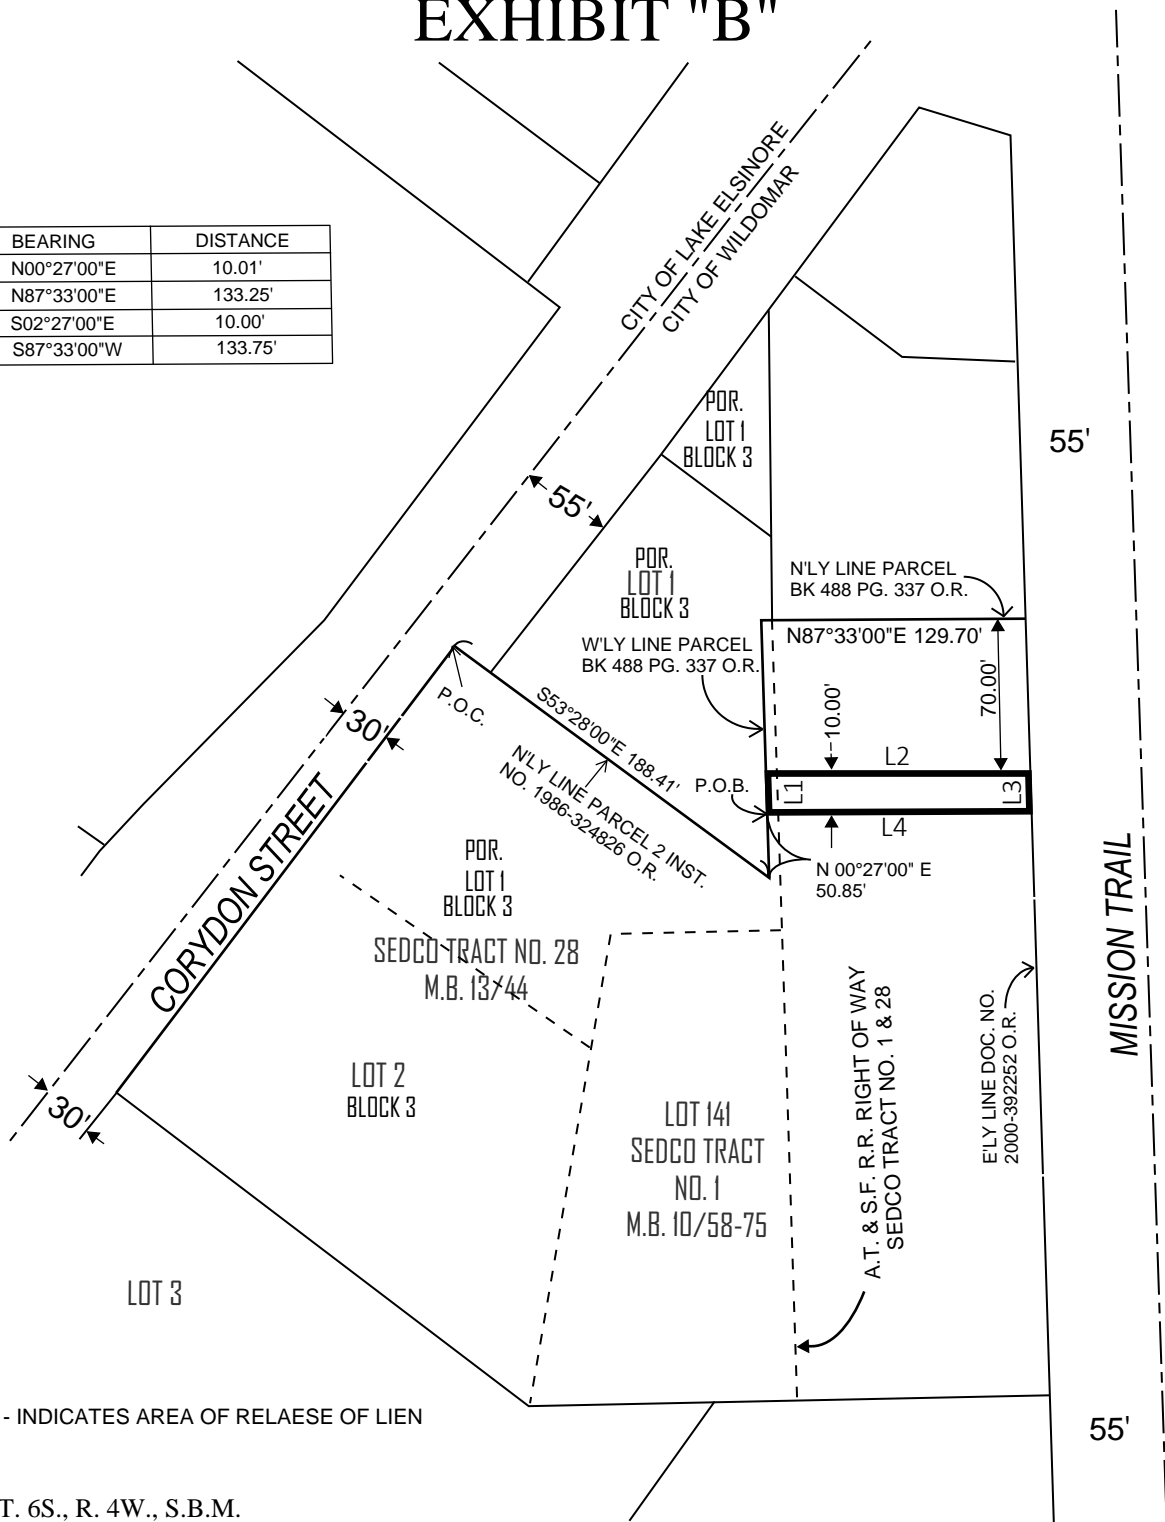 EXHIBIT "B"
BEARING DISTANCE
N00°27'00"E 10.01'
N87°33'00"E 133.25'
S02°27'00"E 10.00'
S87°33'00"W 133.75'
CITY OF LAKE ELSINORE
CITY OF WILDOMAR
55'
POR.
LOT 1
BLOCK 3
55'
POR.
LOT 1
BLOCK 3
N'LY LINE PARCEL
BK 488 PG. 337 O.R.
N87°33'00"E 129.70'
W'LY LINE PARCEL
BK 488 PG. 337 O.R.
70.00'
10.00'
P.O.C.
S53°28'00"E 188.41'
N'LY LINE PARCEL 2 INST.
NO. 1986-324826 O.R.
30'
P.O.B.
L1
L2
L3
L4
N 00°27'00" E
50.85'
CORYDON STREET
POR.
LOT 1
BLOCK 3
SEDCO TRACT NO. 28
M.B. 13/44
MISSION TRAIL
LOT 2
BLOCK 3
30'
LOT 141
SEDCO TRACT
NO. 1
M.B. 10/58-75
A.T. & S.F. R.R. RIGHT OF WAY
SEDCO TRACT NO. 1 & 28
E'LY LINE DOC. NO.
2000-392252 O.R.
LOT 3
- INDICATES AREA OF RELAESE OF LIEN
55'
T. 6S., R. 4W., S.B.M.